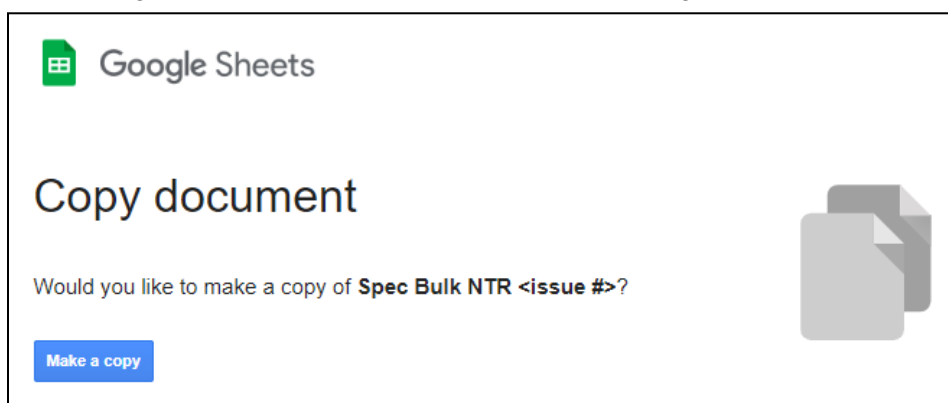 Google Sheets
Copy document
Would you like to make a copy of Spec Bulk NTR <issue #>?
Make a copy